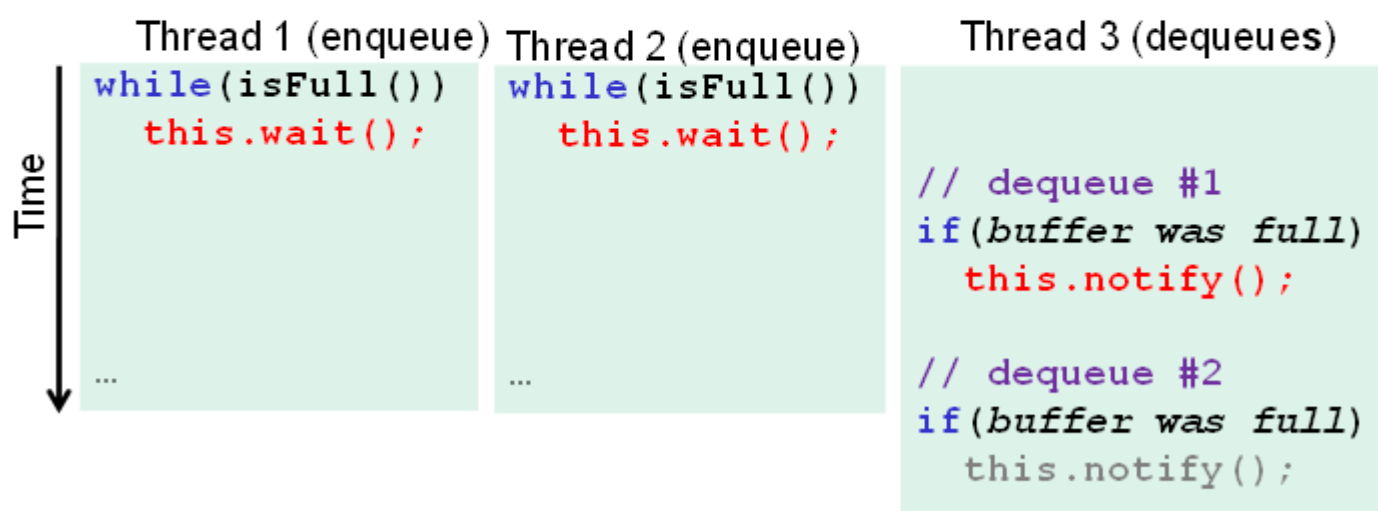 Thread 1 (enqueue)
while(isFull())
  this.wait();
...
Thread 2 (enqueue)
while(isFull())
  this.wait();
...
Thread 3 (dequeues)
// dequeue #1
if(buffer was full)
  this.notify();
// dequeue #2
if(buffer was full)
  this.notify();
Time